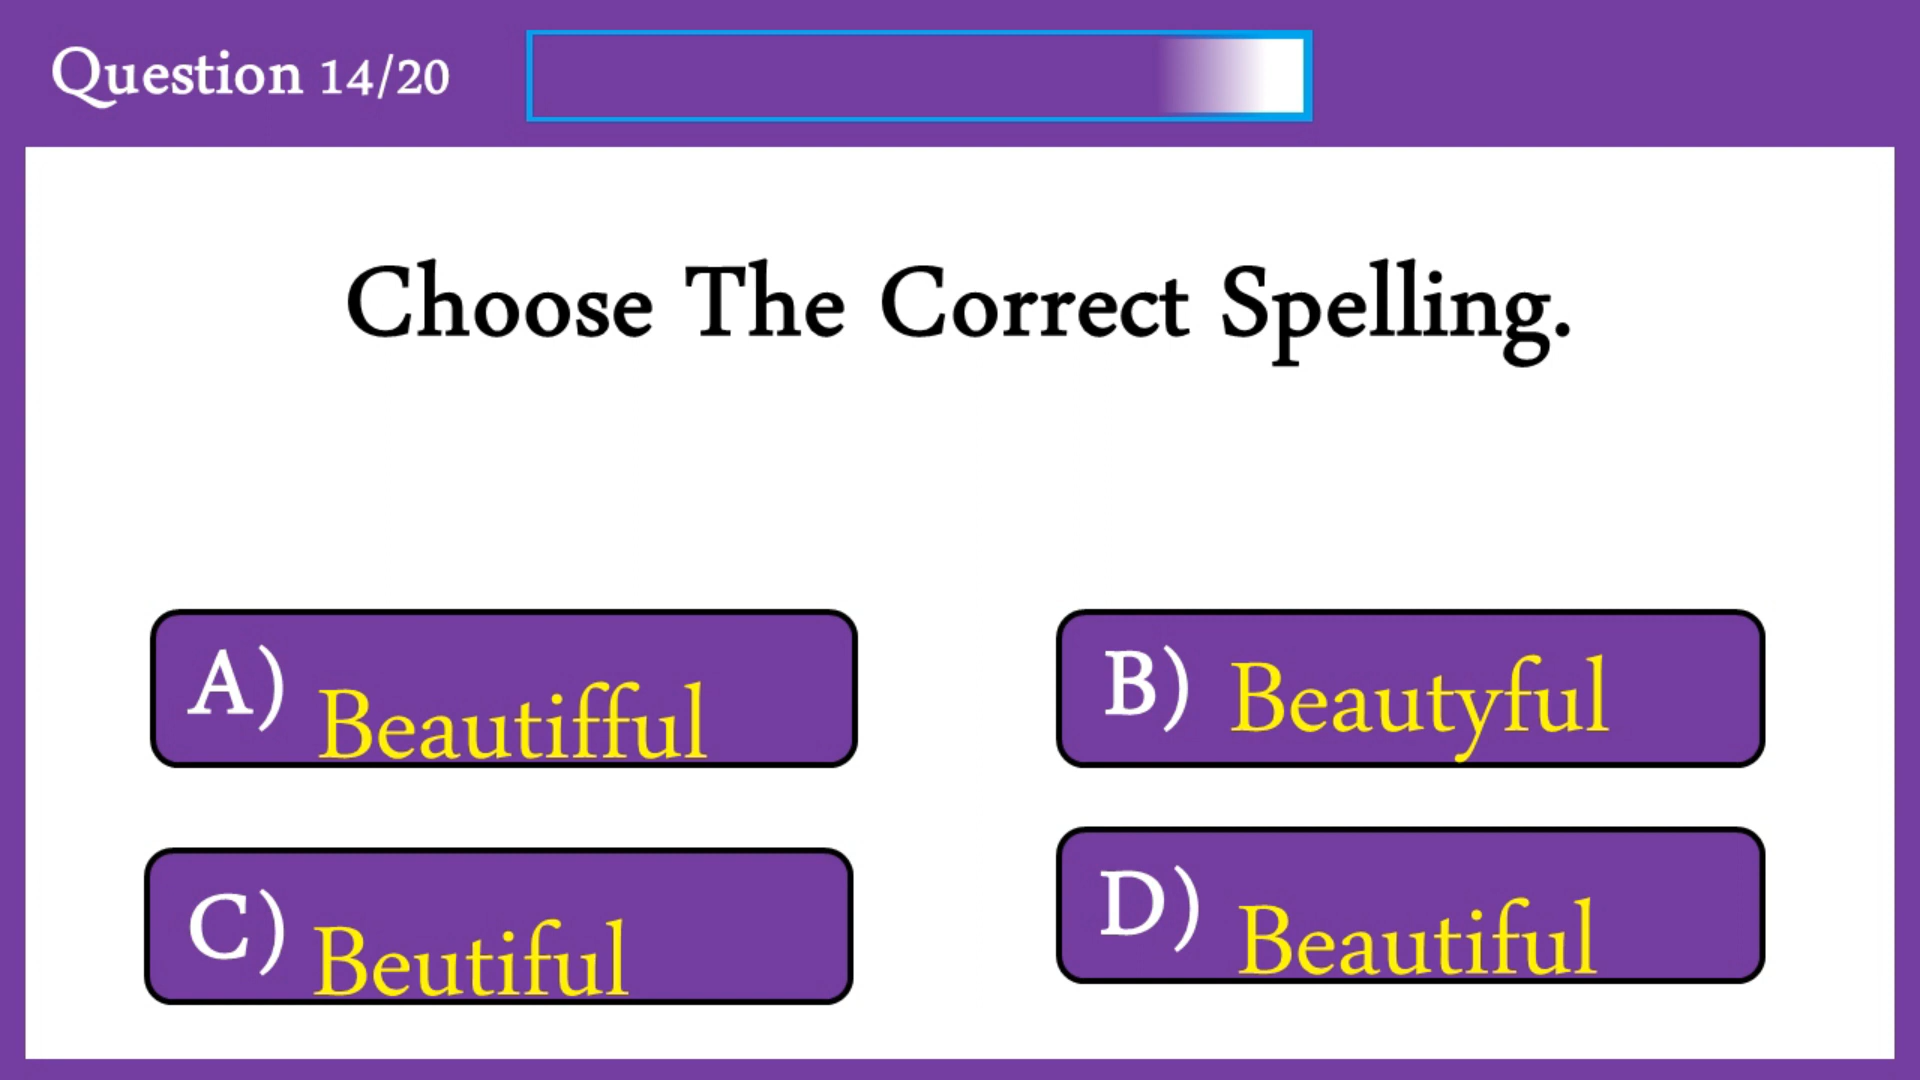 Question 14/20
Choose The Correct Spelling.
A) Beautifful
B) Beautyful
C) Beutiful
D) Beautiful